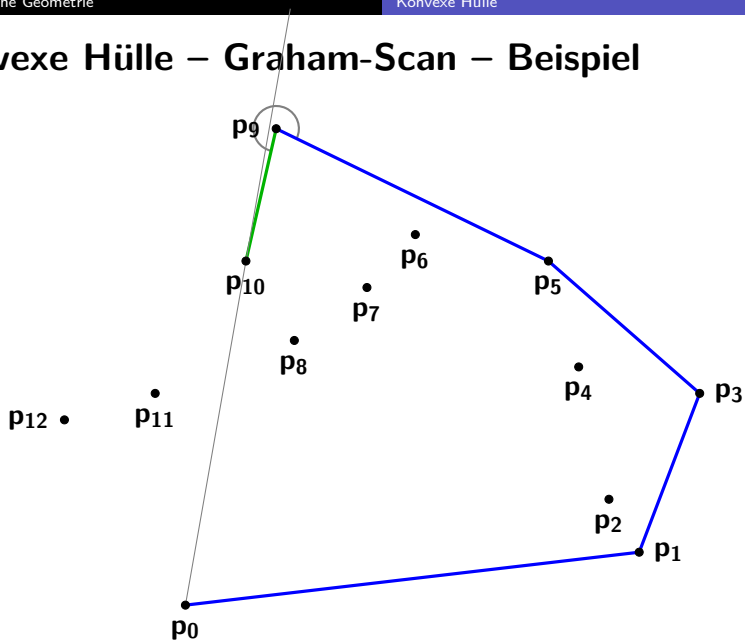 ne Geometrie
Konvexe Hülle
vexe Hülle – Graham-Scan – Beispiel
p9
p6
p10
p5
p7
p8
p4
p3
p12
p11
p2
p1
p0